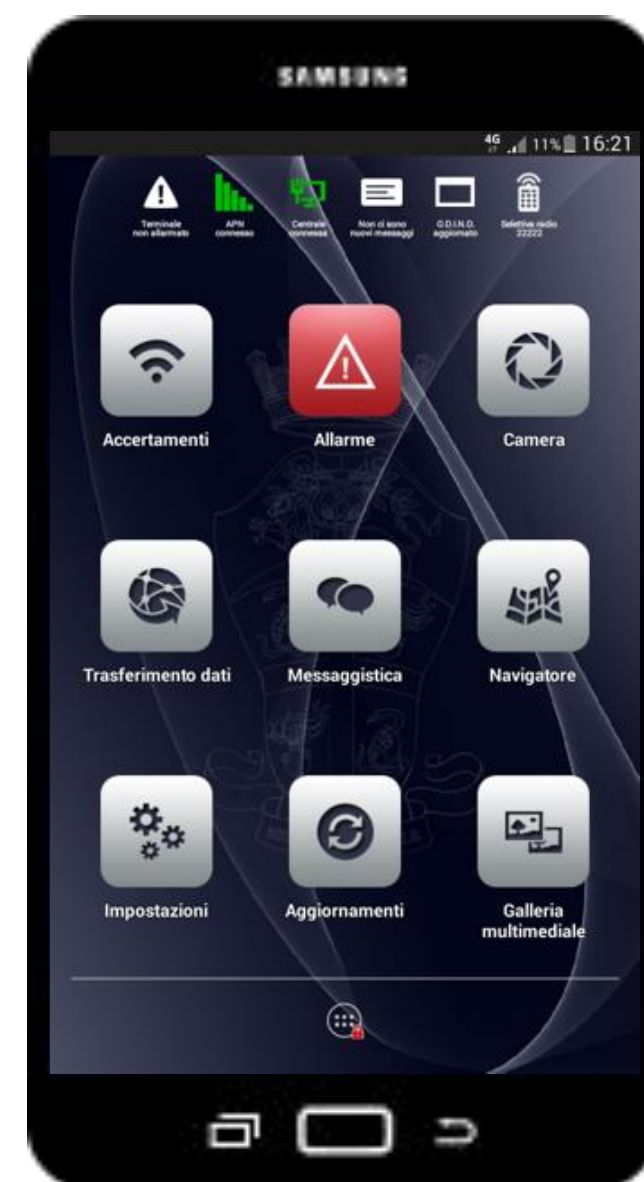 SAMSUNG
4G 11% 16:21
Terminale
non allarmato
APN
connesso
Centrale
connessa
Non ci sono
nuovi messaggi
O.D.I.N.O.
aggiornato
Selettiva radio
22222
Accertamenti
Allarme
Camera
Trasferimento dati
Messaggistica
Navigatore
Impostazioni
Aggiornamenti
Galleria
multimediale